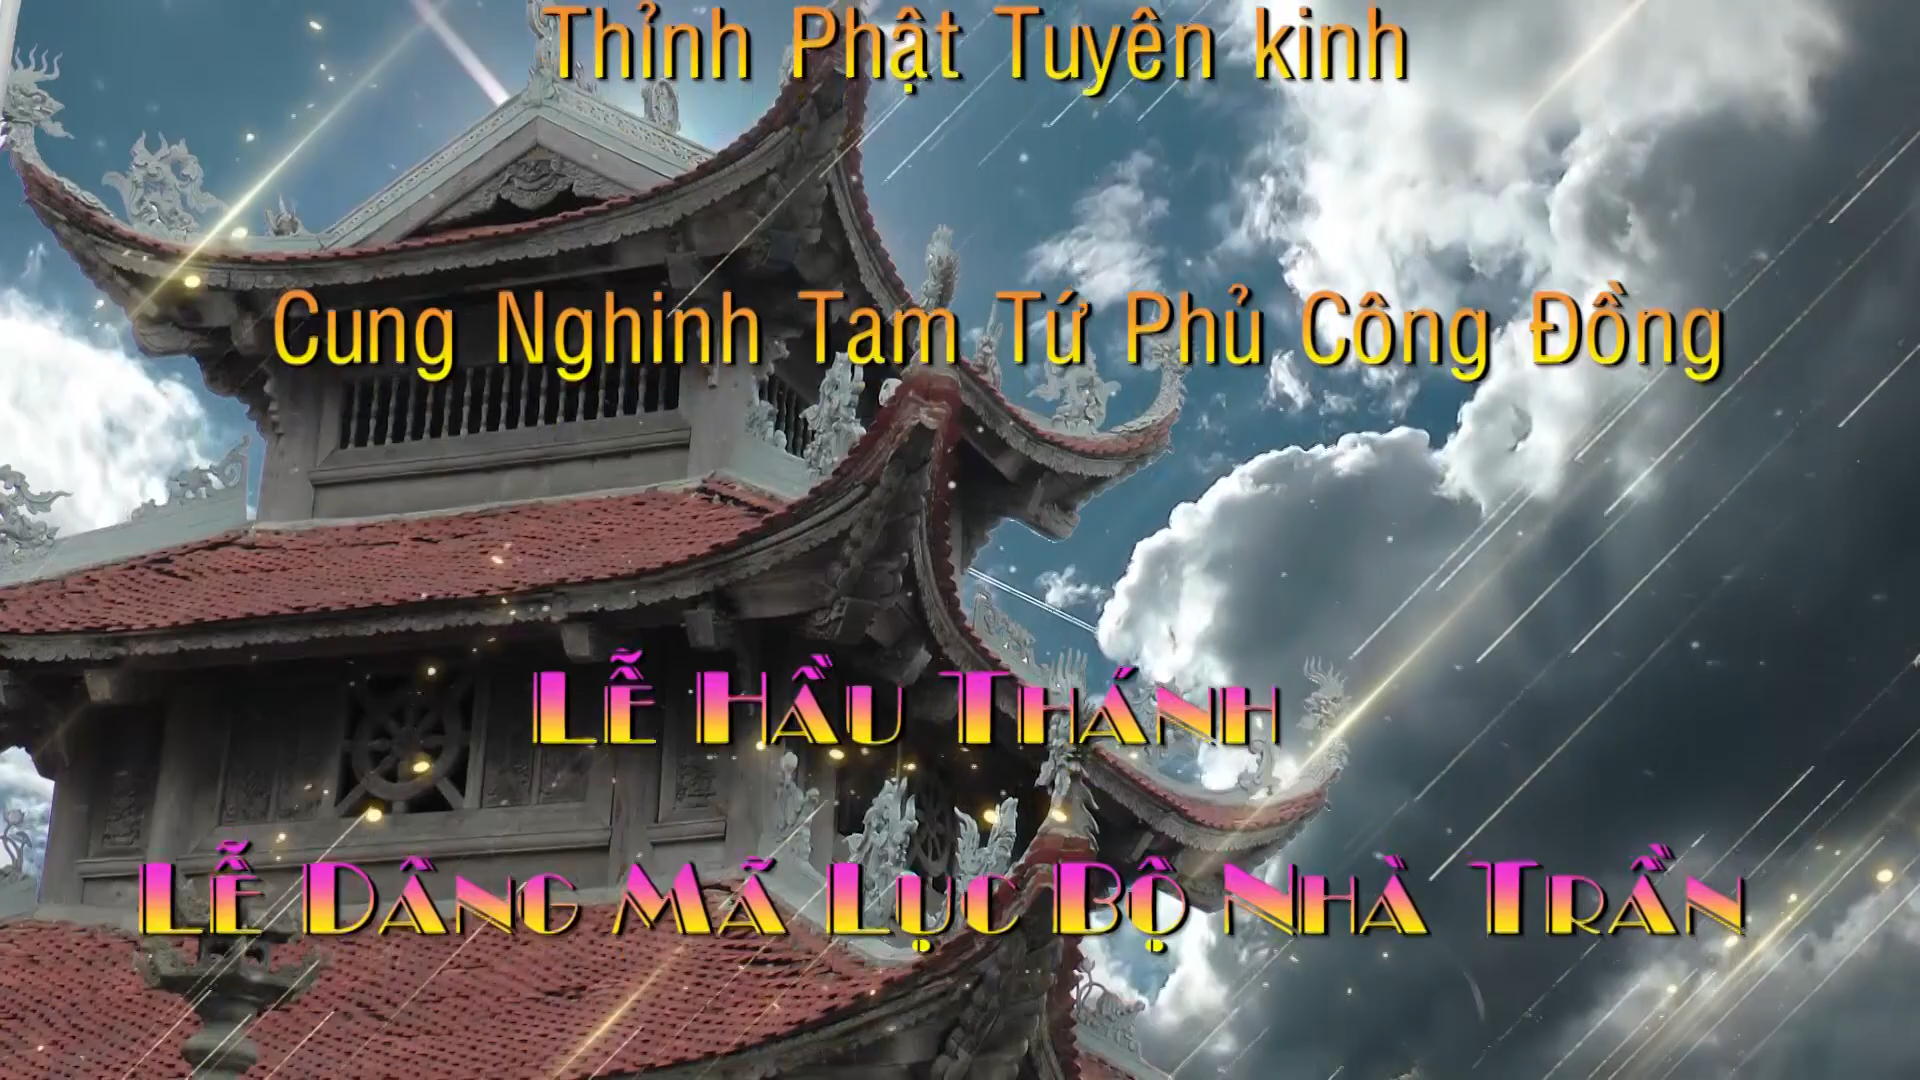 Thỉnh Phật Tuyên kinh
Cung Nghinh Tam Tứ Phủ Công Đồng
Lễ Hầu Thánh
Lễ Dâng Mã Lục Bộ Nhà Trần